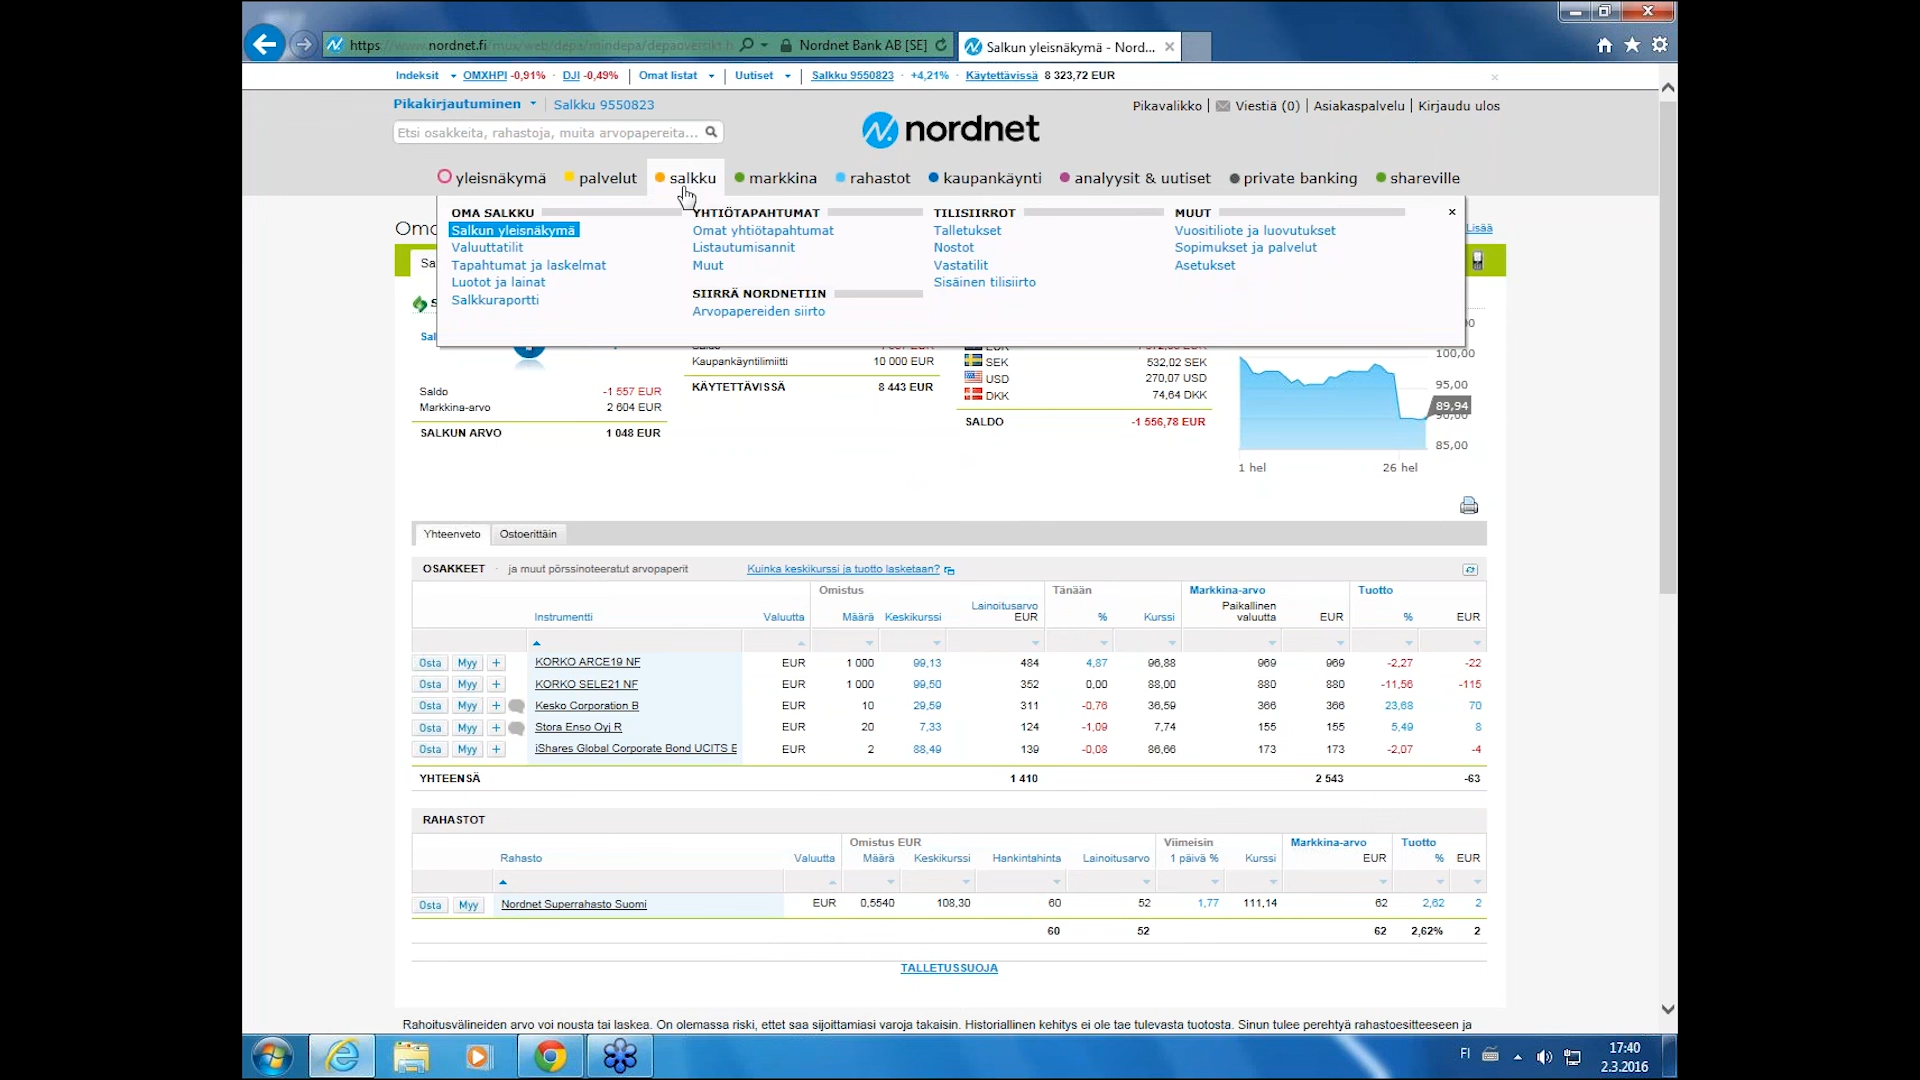 https://www.nordnet.fi/mux/web/depa/mindepa/depaoversikt.h Nordnet Bank AB [SE] Salkun yleisnäkymä - Nord...
Indeksit OMXHPI -0,91% · DJI -0,49% Omat listat Uutiset Salkku 9550823 · +4,21% · Käytettävissä 8 323,72 EUR
Pikakirjautuminen Salkku 9550823 Pikavalikko Viestiä (0) Asiakaspalvelu Kirjaudu ulos
Etsi osakkeita, rahastoja, muita arvopapereita... nordnet
yleisnäkymä palvelut salkku markkina rahastot kaupankäynti analyysit & uutiset private banking shareville
OMA SALKKU YHTIÖTAPAHTUMAT TILISIIRROT MUUT
Salkun yleisnäkymä Omat yhtiötapahtumat Talletukset Vuositiliote ja luovutukset Lisää
Valuuttatilit Listautumisannit Nostot Sopimukset ja palvelut
Tapahtumat ja laskelmat Muut Vastatilit Asetukset
Luotot ja lainat Sisäinen tilisiirto
SIIRRÄ NORDNETIIN
Salkkuraportti
Arvopapereiden siirto
100,00
Kaupankäyntilimiitti 10 000 EUR SEK 532,02 SEK
USD 270,07 USD 95,00
KÄYTETTÄVISSÄ 8 443 EUR
Saldo -1 557 EUR DKK 74,64 DKK
Markkina-arvo 2 604 EUR 89,94
SALDO -1 556,78 EUR
SALKUN ARVO 1 048 EUR
85,00
1 hel 26 hel
Yhteenveto Ostoerittäin
OSAKKEET · ja muut pörssinoteeratut arvopaperit Kuinka keskikurssi ja tuotto lasketaan?
Omistus Tänään Markkina-arvo Tuotto
Instrumentti Valuutta Määrä Keskikurssi Lainoitusarvo EUR % Kurssi Paikallinen valuutta EUR % EUR
Osta Myy + KORKO ARCE19 NF EUR 1 000 99,13 484 4,87 96,88 969 969 -2,27 -22
Osta Myy + KORKO SELE21 NF EUR 1 000 99,50 352 0,00 88,00 880 880 -11,56 -115
Osta Myy + Kesko Corporation B EUR 10 29,59 311 -0,76 36,59 366 366 23,68 70
Osta Myy + Stora Enso Oyj R EUR 20 7,33 124 -1,09 7,74 155 155 5,49 8
Osta Myy + iShares Global Corporate Bond UCITS E EUR 2 88,49 139 -0,08 86,66 173 173 -2,07 -4
YHTEENSÄ 1 410 2 543 -63
RAHASTOT
Omistus EUR Viimeisin Markkina-arvo Tuotto
Rahasto Valuutta Määrä Keskikurssi Hankintahinta Lainoitusarvo 1 päivä % Kurssi EUR % EUR
Osta Myy Nordnet Superrahasto Suomi EUR 0,5540 108,30 60 52 1,77 111,14 62 2,62 2
60 52 62 2,62% 2
TALLETUSSUOJA
Rahoitusvälineiden arvo voi nousta tai laskea. On olemassa riski, ettet saa sijoittamiasi varoja takaisin. Historiallinen kehitys ei ole tae tulevasta tuotosta. Sinun tulee perehtyä rahastoesitteeseen ja
FI 17:40
2.3.2016